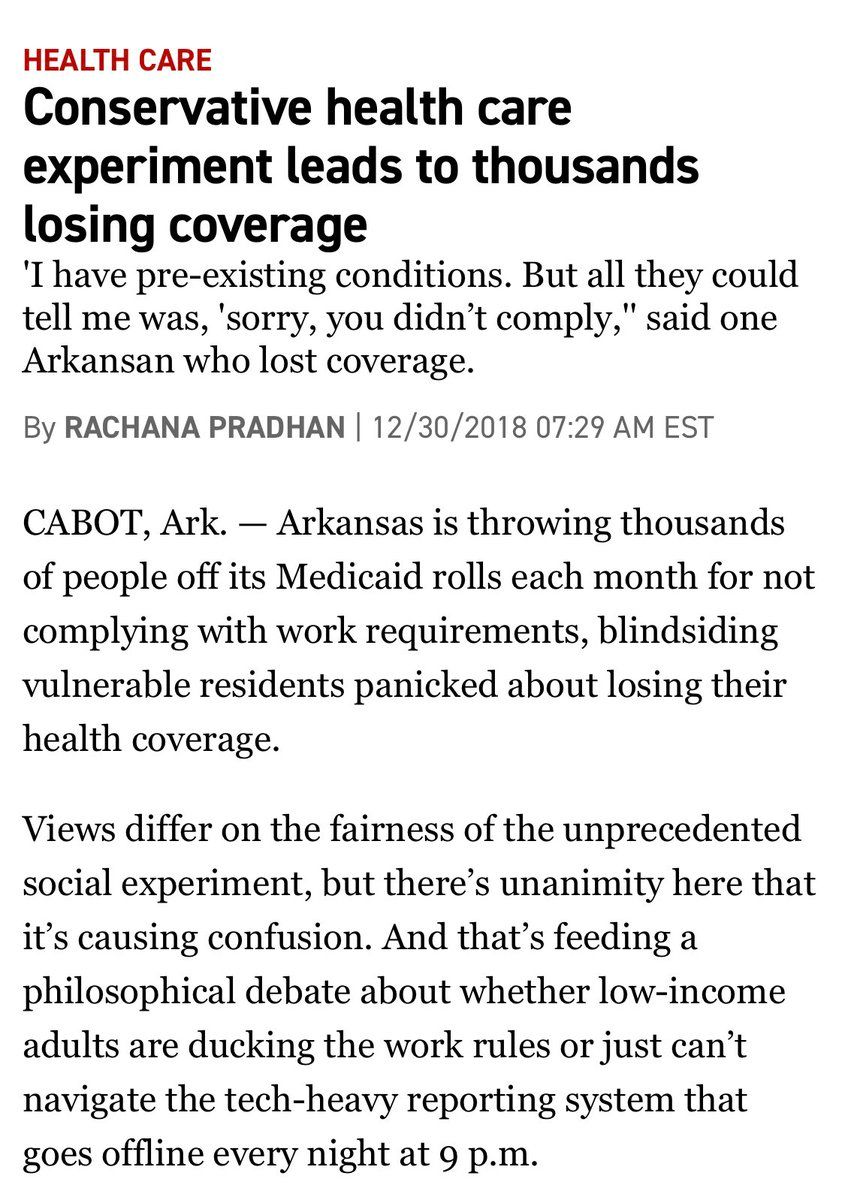 HEALTH CARE
Conservative health care
experiment leads to thousands
losing coverage
'I have pre-existing conditions. But all they could
tell me was, 'sorry, you didn’t comply,'' said one
Arkansan who lost coverage.
By RACHANA PRADHAN | 12/30/2018 07:29 AM EST
CABOT, Ark. — Arkansas is throwing thousands
of people off its Medicaid rolls each month for not
complying with work requirements, blindsiding
vulnerable residents panicked about losing their
health coverage.
Views differ on the fairness of the unprecedented
social experiment, but there’s unanimity here that
it’s causing confusion. And that’s feeding a
philosophical debate about whether low-income
adults are ducking the work rules or just can’t
navigate the tech-heavy reporting system that
goes offline every night at 9 p.m.